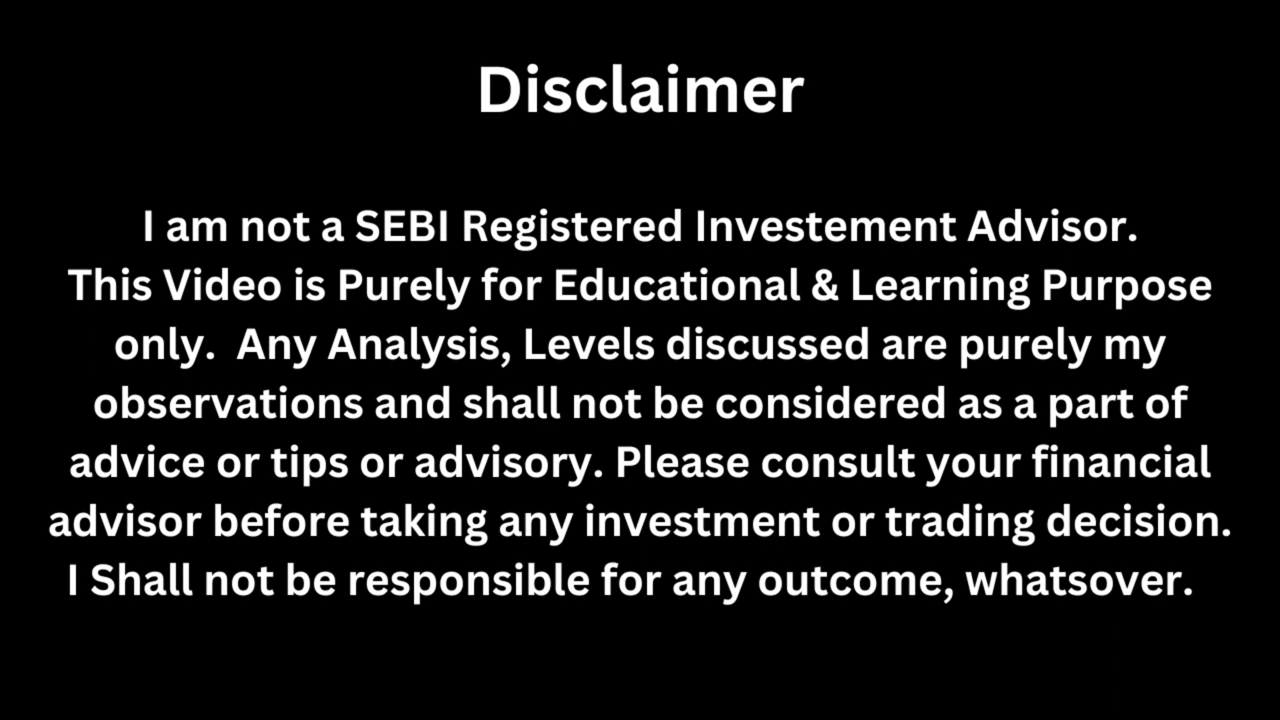 Disclaimer
I am not a SEBI Registered Investement Advisor.
This Video is Purely for Educational & Learning Purpose
only.  Any Analysis, Levels discussed are purely my
observations and shall not be considered as a part of
advice or tips or advisory. Please consult your financial
advisor before taking any investment or trading decision.
I Shall not be responsible for any outcome, whatsover.